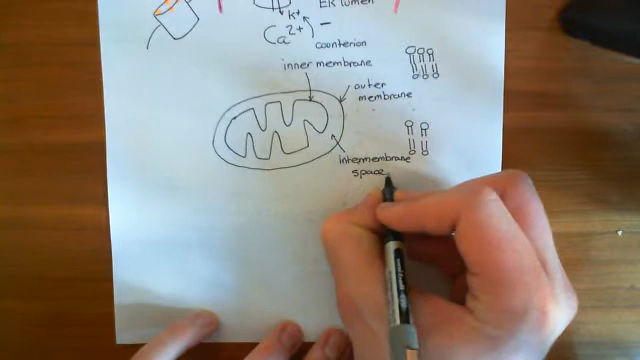 K+
ER lumen
Ca2+
−
counterion
inner membrane
outer
membrane
intermembrane
space